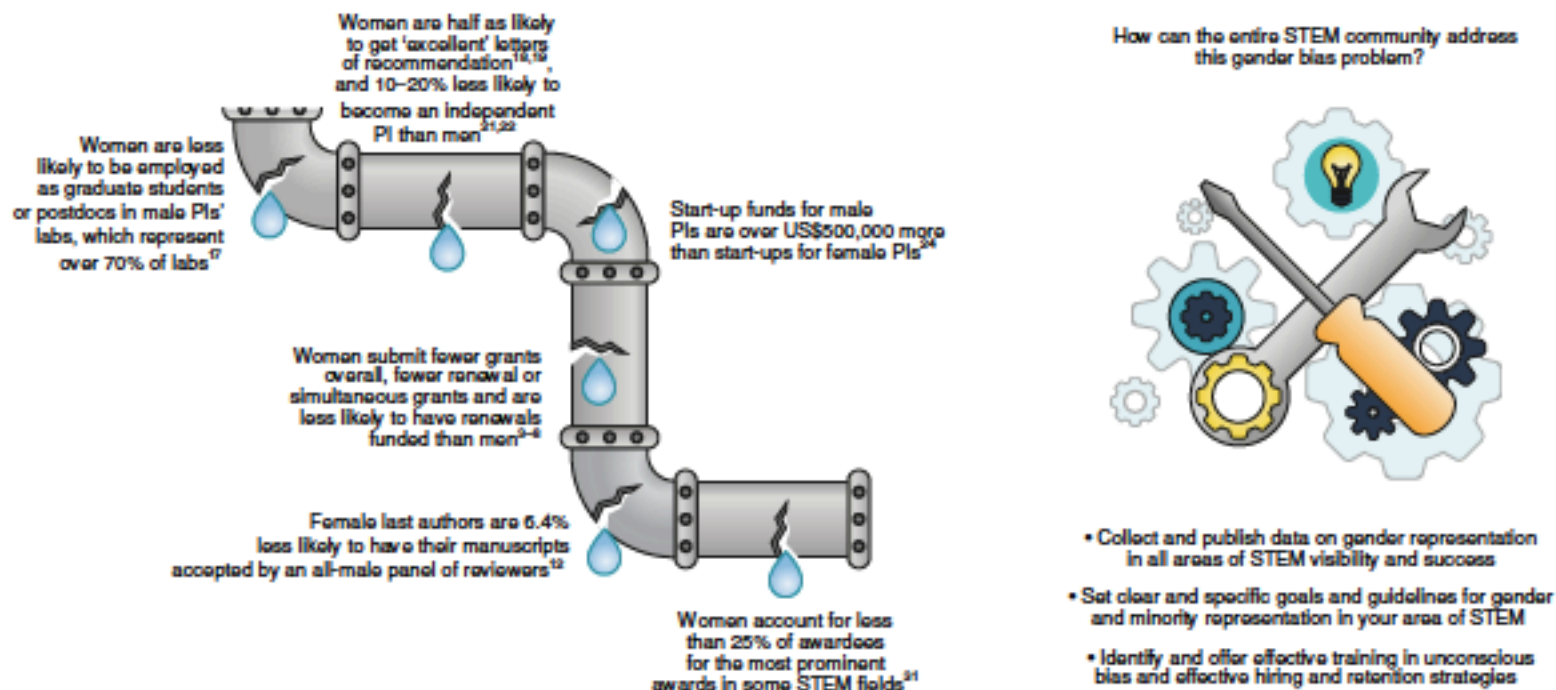 Women are half as likely
to get ‘excellent’ letters
of recommendation18,19,
and 10–20% less likely to
become an independent
PI than men21,22
Women are less
likely to be employed
as graduate students
or postdocs in male PIs’
labs, which represent
over 70% of labs17
Start-up funds for male
PIs are over US$500,000 more
than start-ups for female PIs24
Women submit fewer grants
overall, fewer renewal or
simultaneous grants and are
less likely to have renewals
funded than men
Female last authors are 6.4%
less likely to have their manuscripts
accepted by an all-male panel of reviewers12
Women account for less
than 25% of awardees
for the most prominent
awards in some STEM fields
How can the entire STEM community address
this gender bias problem?
• Collect and publish data on gender representation
in all areas of STEM visibility and success
• Set clear and specific goals and guidelines for gender
and minority representation in your area of STEM
• Identify and offer effective training in unconscious
bias and effective hiring and retention strategies